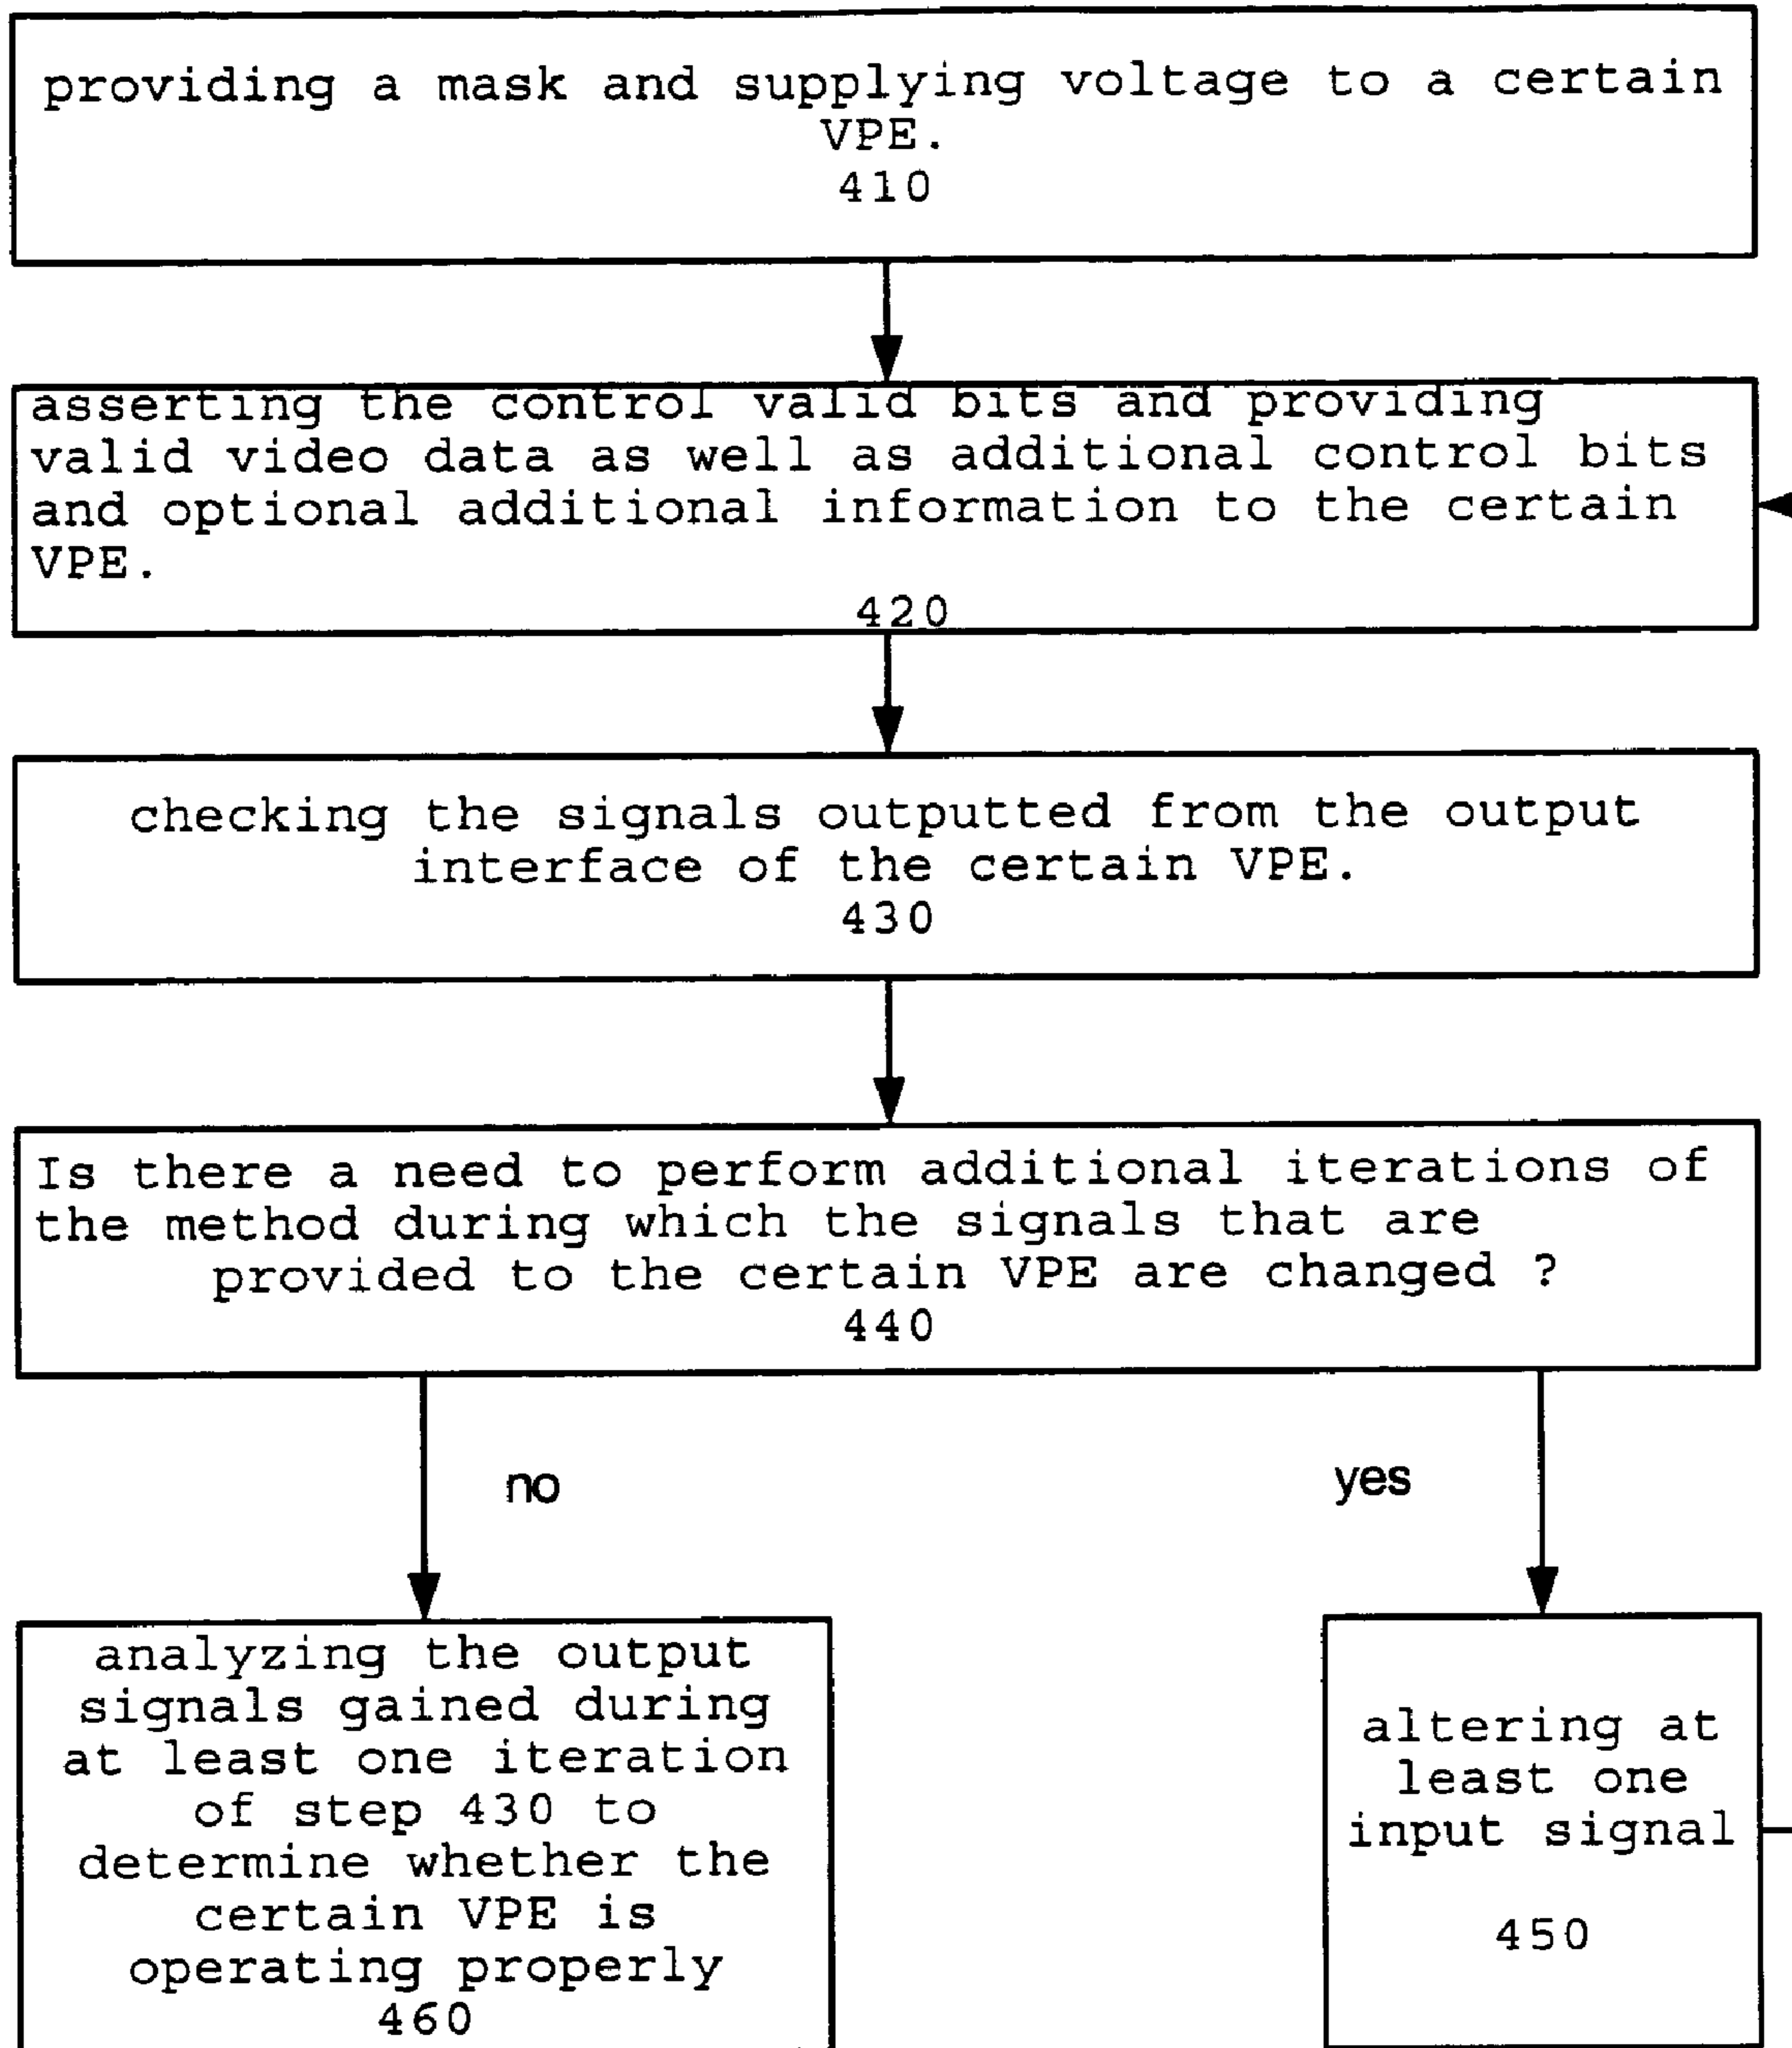 providing a mask and supplying voltage to a certain
VPE.
410
asserting the control valid bits and providing
valid video data as well as additional control bits
and optional additional information to the certain
VPE.
420
checking the signals outputted from the output
interface of the certain VPE.
430
Is there a need to perform additional iterations of
the method during which the signals that are
provided to the certain VPE are changed ?
440
no
yes
analyzing the output
signals gained during
at least one iteration
of step 430 to
determine whether the
certain VPE is
operating properly
460
altering at
least one
input signal
450